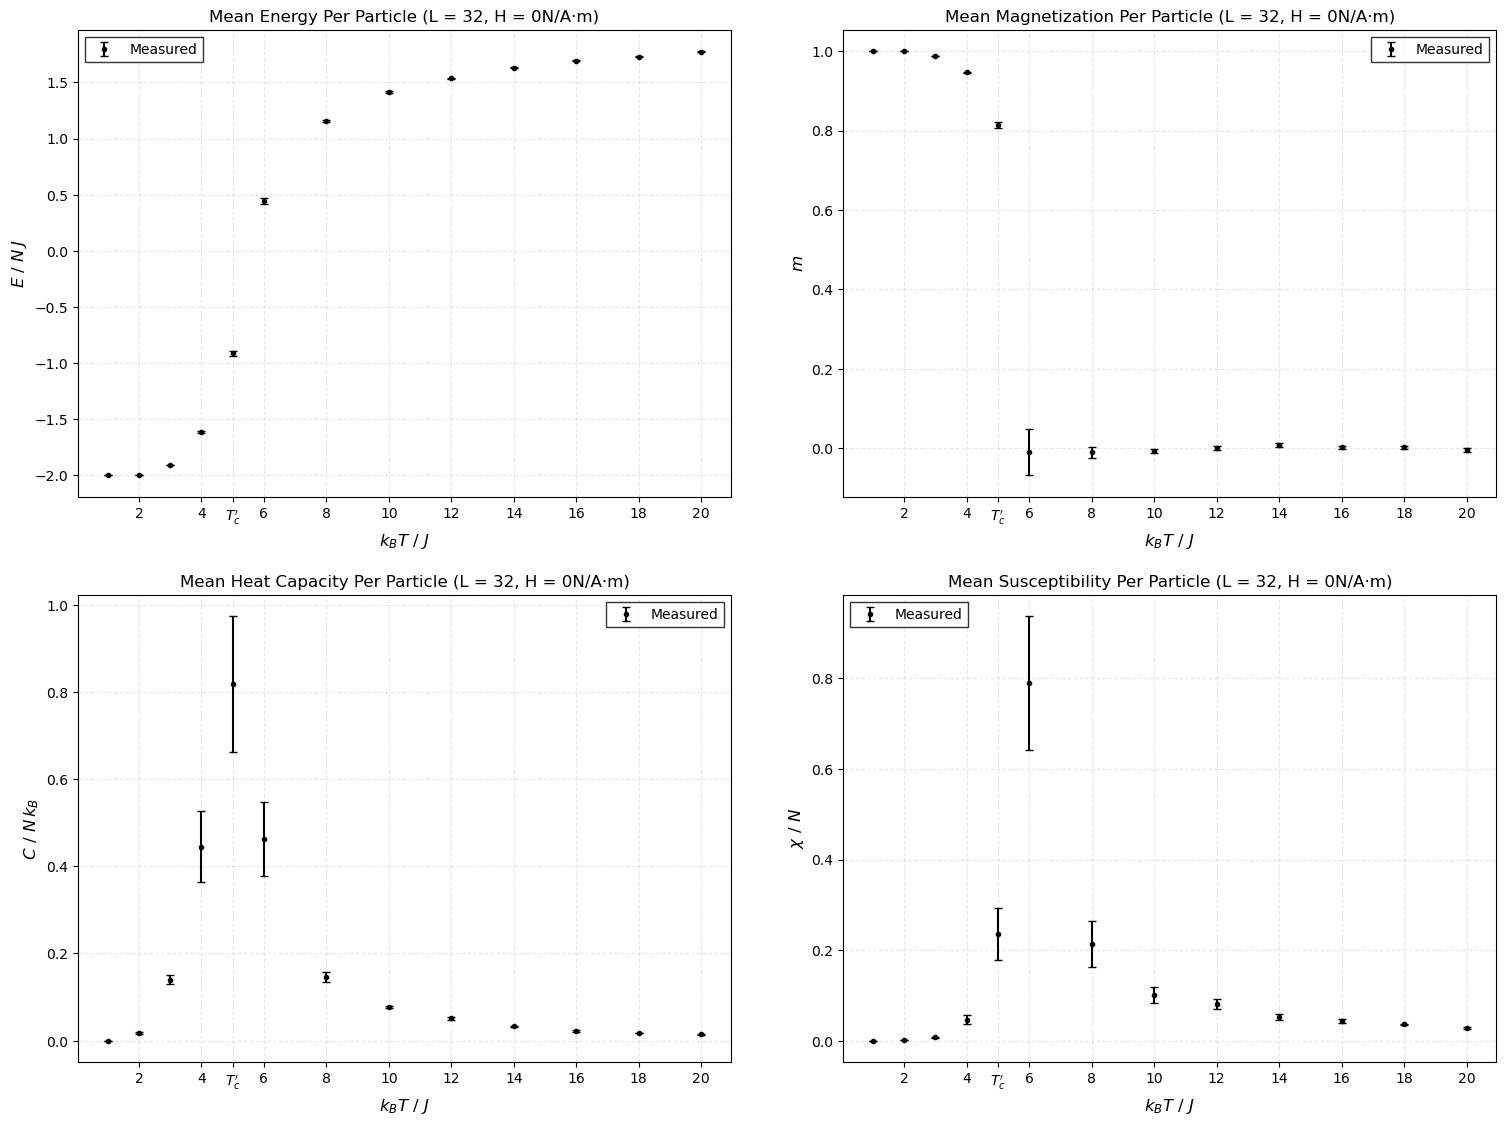 Mean Energy Per Particle (L = 32, H = 0N/A·m)
Measured
1.5
1.0
0.5
0.0
−0.5
−1.0
−1.5
−2.0
E / N J
2 4 T′c 6 8 10 12 14 16 18 20
kBT / J
Mean Magnetization Per Particle (L = 32, H = 0N/A·m)
Measured
1.0
0.8
0.6
0.4
0.2
0.0
m
2 4 T′c 6 8 10 12 14 16 18 20
kBT / J
Mean Heat Capacity Per Particle (L = 32, H = 0N/A·m)
Measured
1.0
0.8
0.6
0.4
0.2
0.0
C / N kB
2 4 T′c 6 8 10 12 14 16 18 20
kBT / J
Mean Susceptibility Per Particle (L = 32, H = 0N/A·m)
Measured
0.8
0.6
0.4
0.2
0.0
χ / N
2 4 T′c 6 8 10 12 14 16 18 20
kBT / J